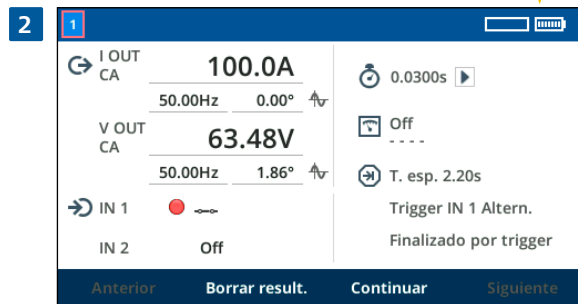 2
1
I OUT
CA
100.0A
50.00Hz 0.00°
V OUT
CA
63.48V
50.00Hz 1.86°
IN 1
IN 2 Off
0.0300s
Off
- - - -
T. esp. 2.20s
Trigger IN 1 Altern.
Finalizado por trigger
Anterior Borrar result. Continuar Siguiente